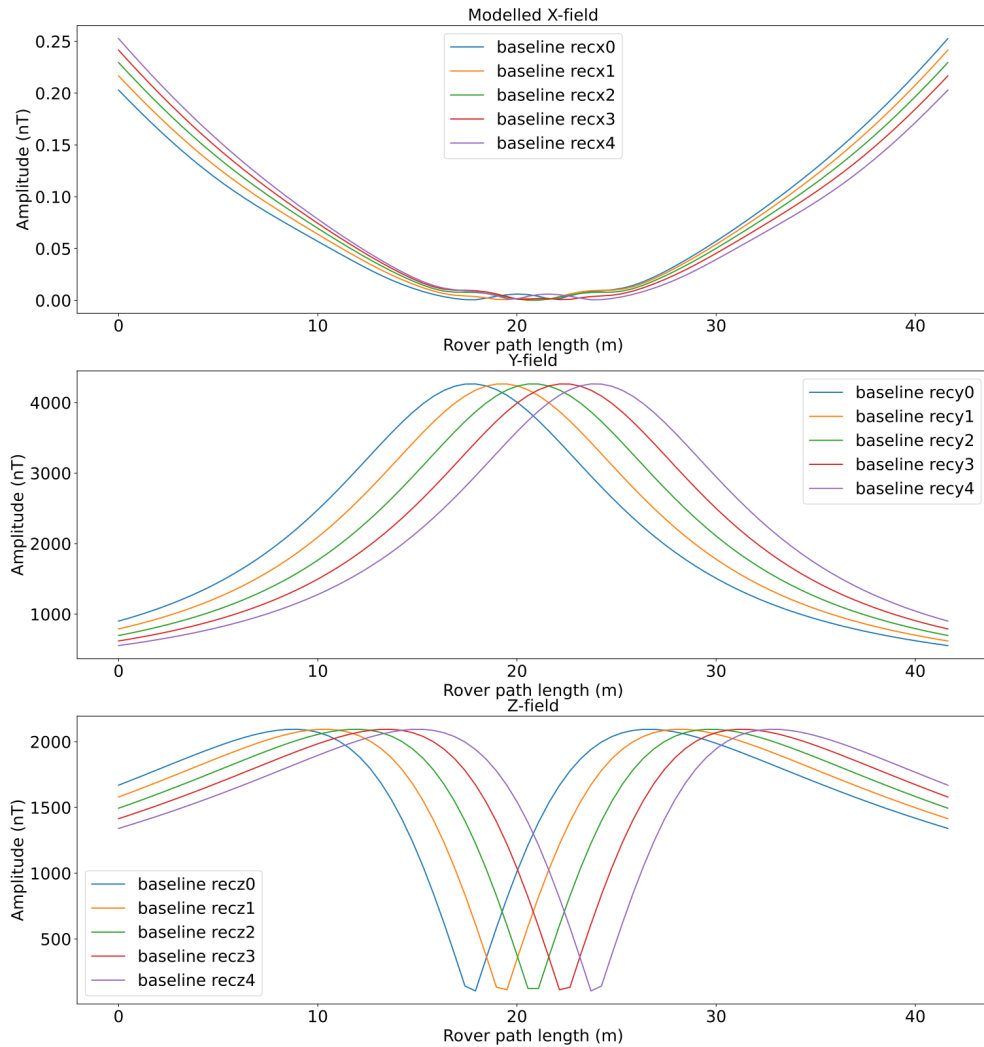 Modelled X-field
Amplitude (nT)
0.25
0.20
0.15
0.10
0.05
0.00
baseline recx0
baseline recx1
baseline recx2
baseline recx3
baseline recx4
0 10 20 30 40
Rover path length (m)
Y-field
Amplitude (nT)
4000
3000
2000
1000
baseline recy0
baseline recy1
baseline recy2
baseline recy3
baseline recy4
0 10 20 30 40
Rover path length (m)
Z-field
Amplitude (nT)
2000
1500
1000
500
baseline recz0
baseline recz1
baseline recz2
baseline recz3
baseline recz4
0 10 20 30 40
Rover path length (m)